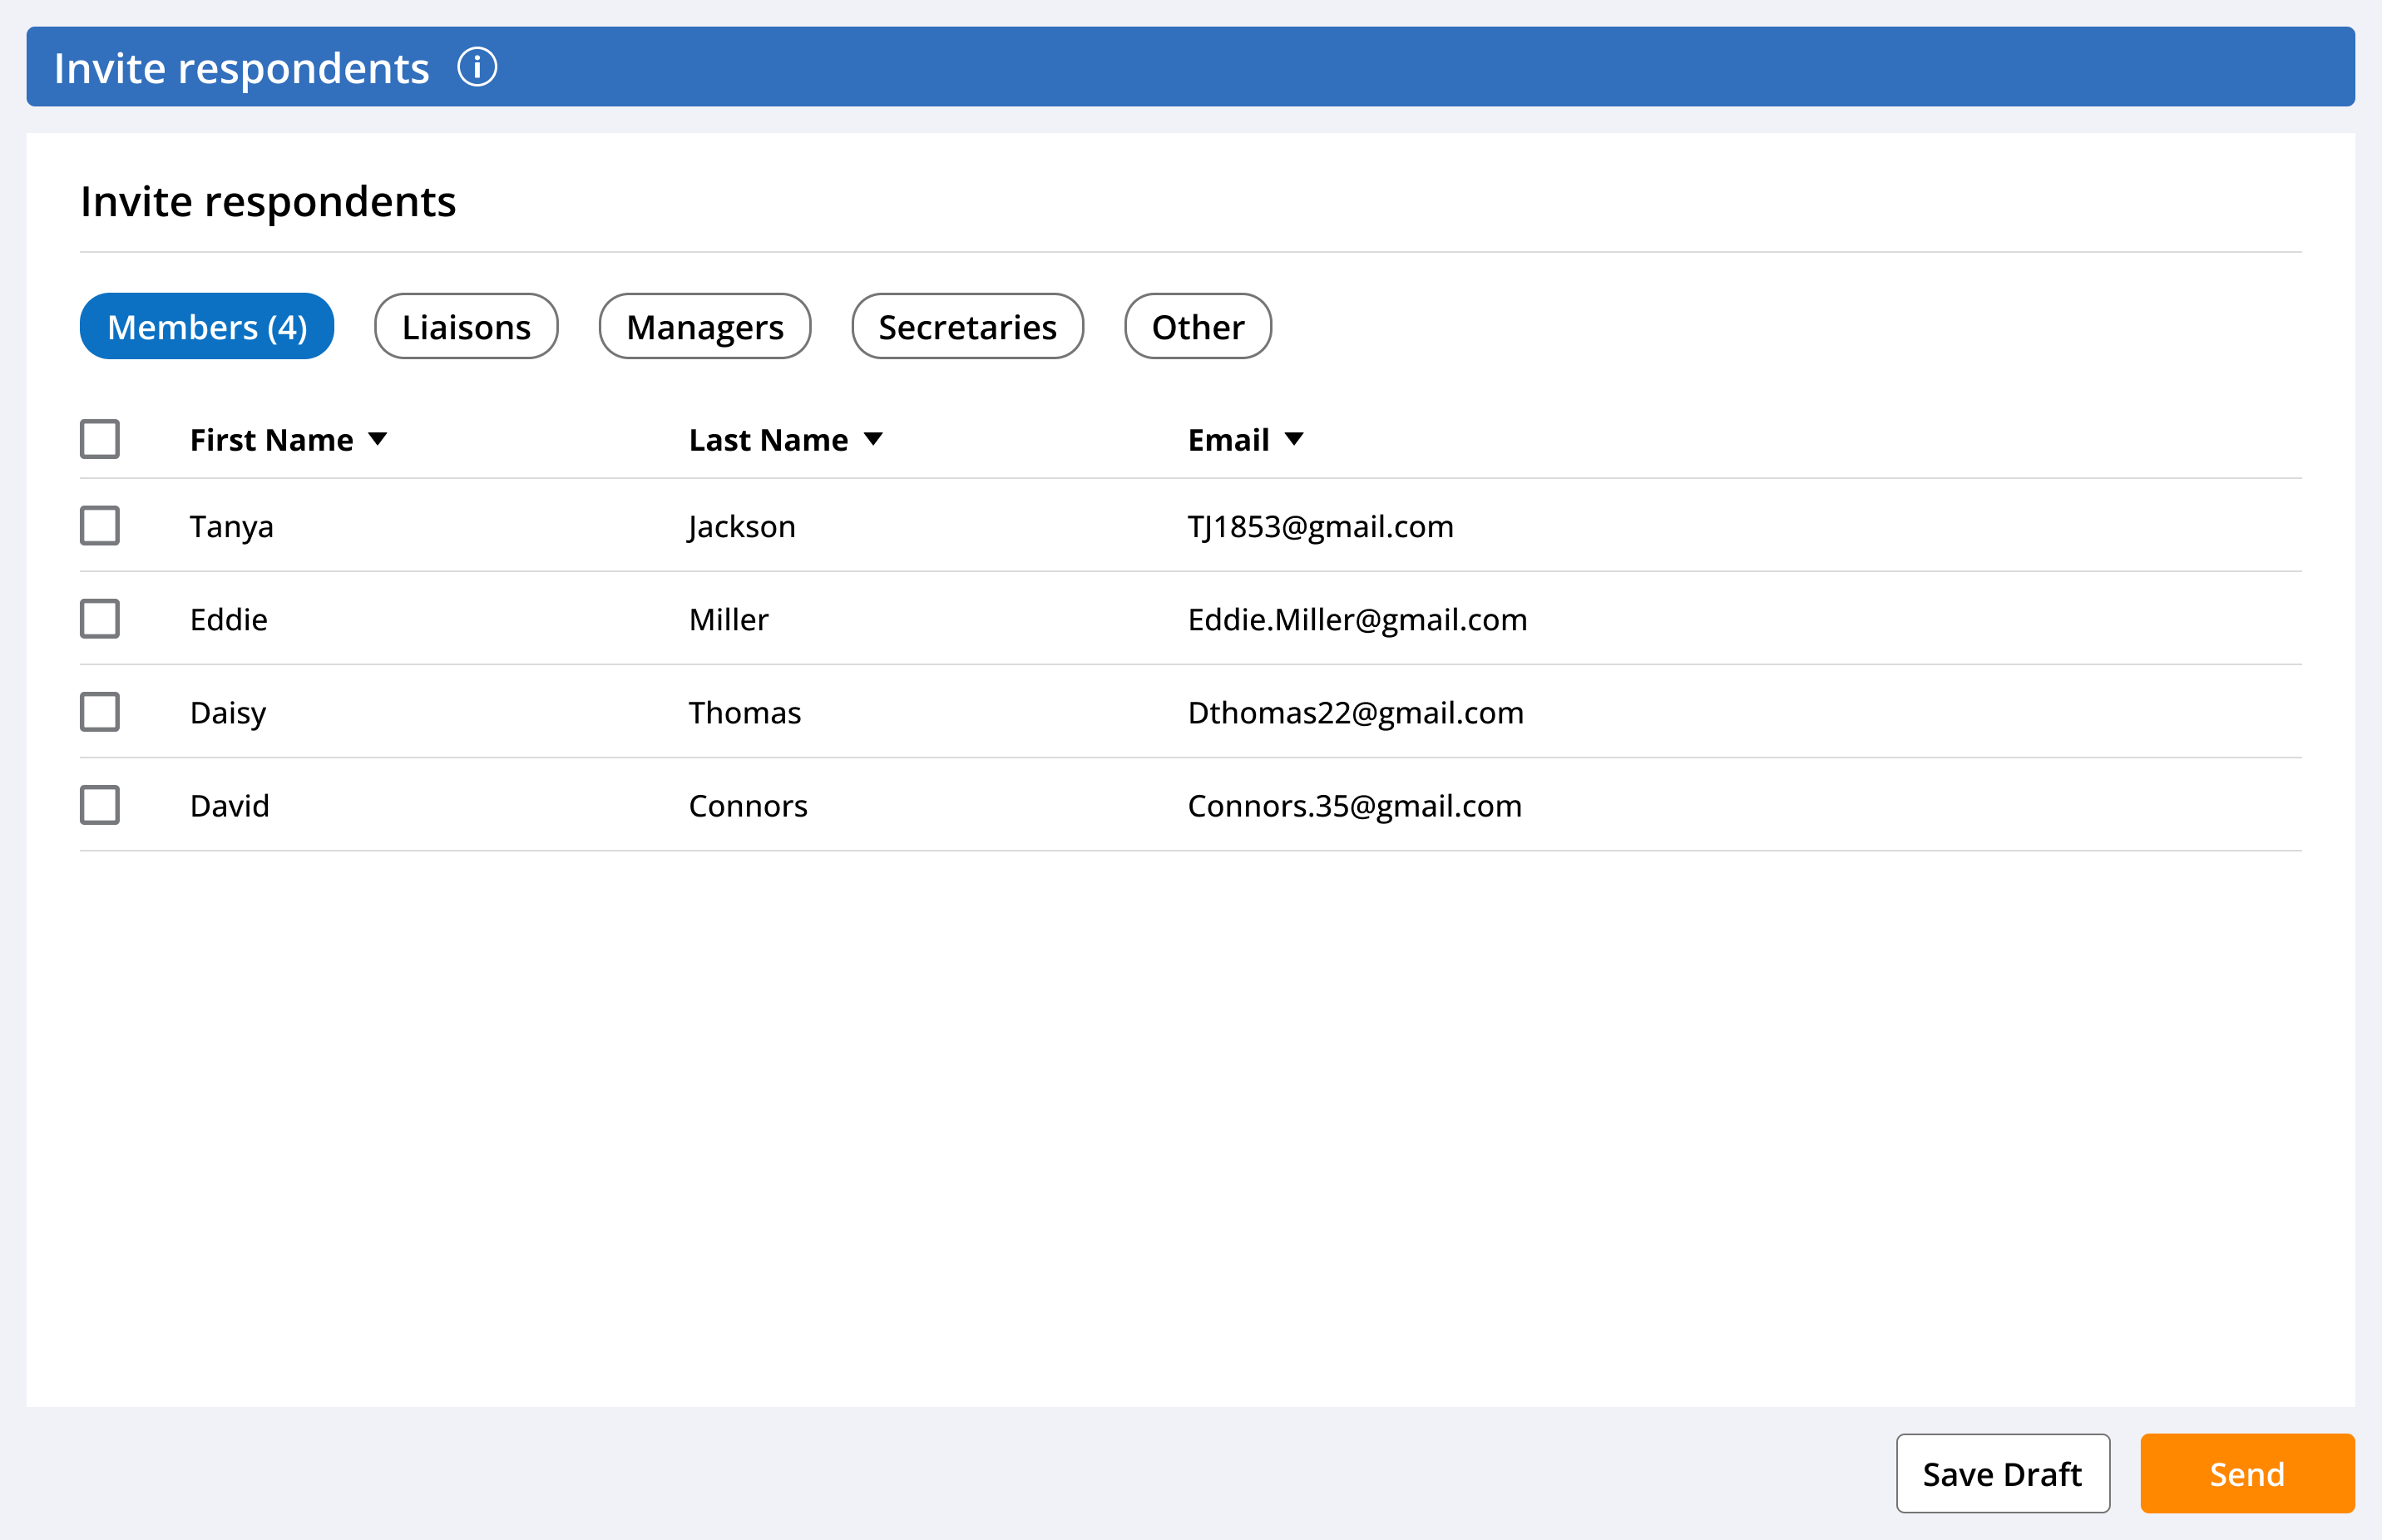 Invite respondents
Invite respondents
Members (4) Liaisons Managers Secretaries Other
First Name Last Name Email
Tanya Jackson TJ1853@gmail.com
Eddie Miller Eddie.Miller@gmail.com
Daisy Thomas Dthomas22@gmail.com
David Connors Connors.35@gmail.com
Save Draft Send